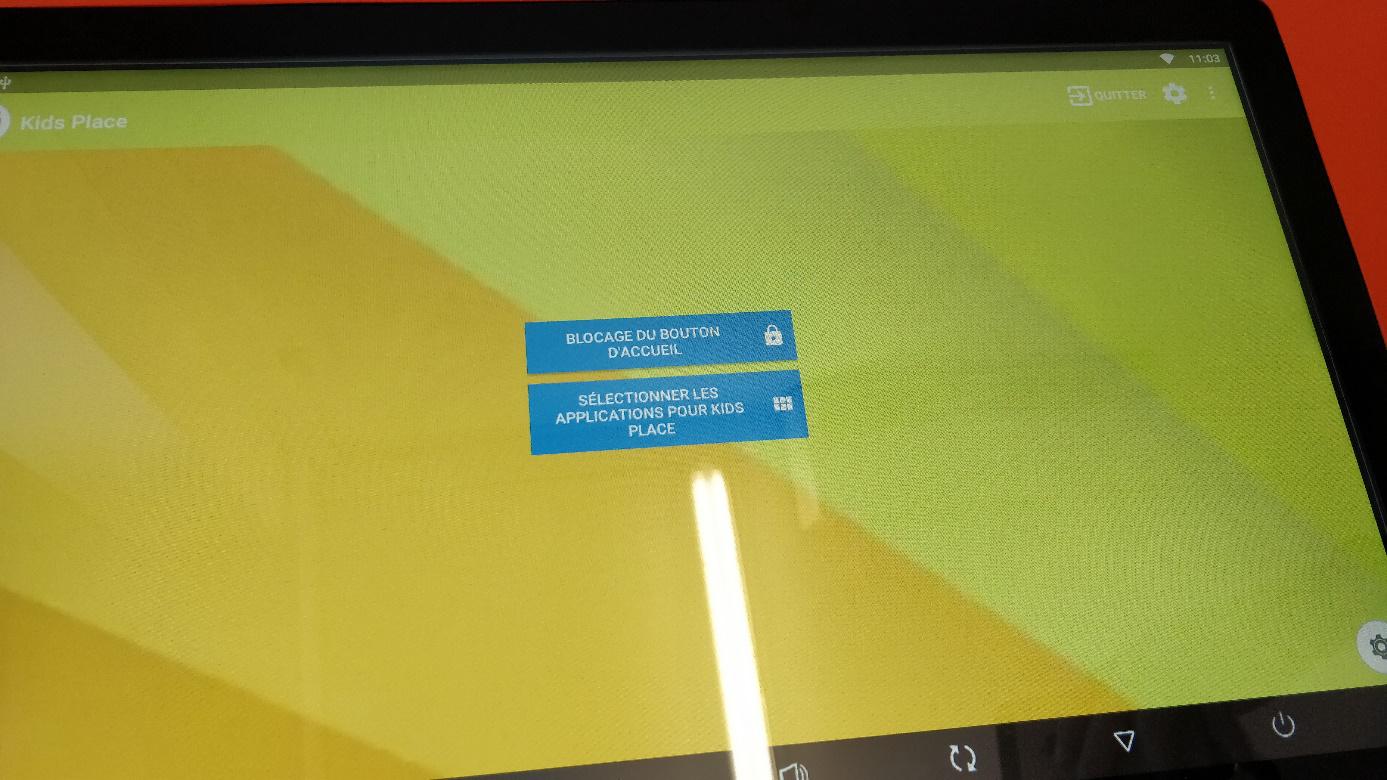 11:03
Kids Place
QUITTER
BLOCAGE DU BOUTON
D'ACCUEIL
SÉLECTIONNER LES
APPLICATIONS POUR KIDS
PLACE